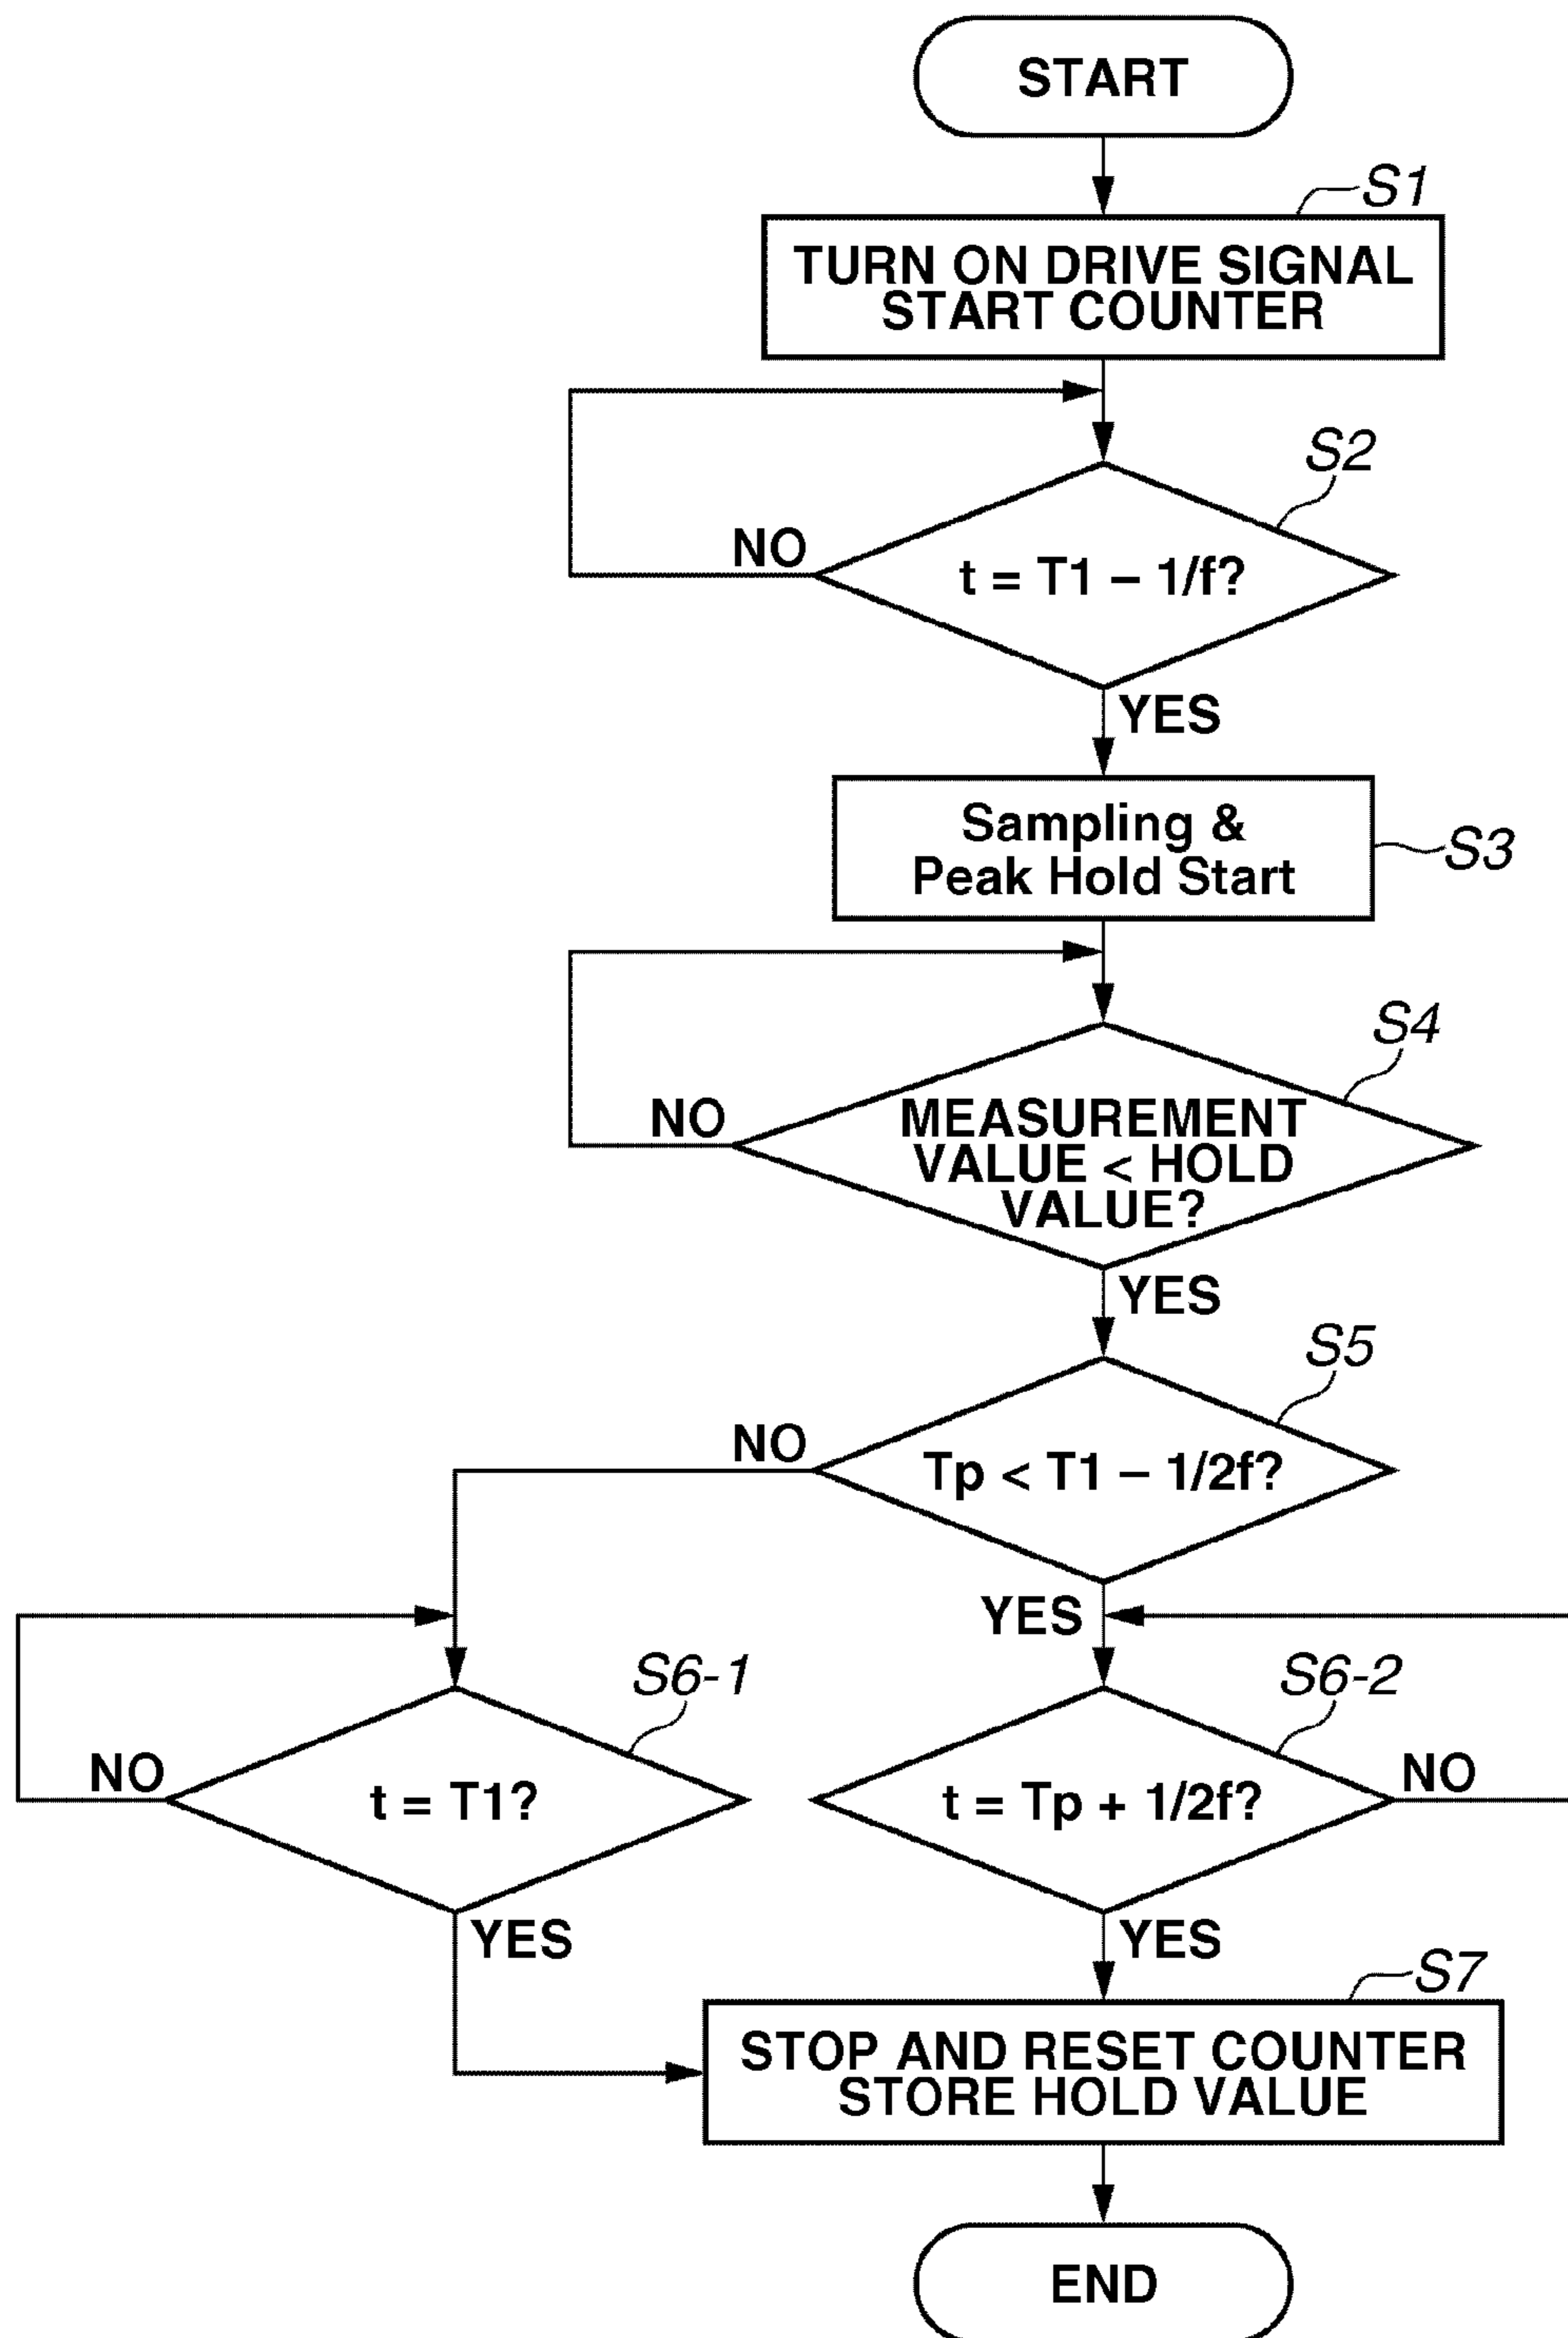 START
S1
TURN ON DRIVE SIGNAL
START COUNTER
S2
NO
t = T1 – 1/f?
YES
Sampling &
Peak Hold Start
S3
S4
NO
MEASUREMENT
VALUE < HOLD
VALUE?
YES
S5
NO
Tp < T1 – 1/2f?
YES
S6-1
S6-2
NO
t = T1?
t = Tp + 1/2f?
NO
YES
YES
S7
STOP AND RESET COUNTER
STORE HOLD VALUE
END